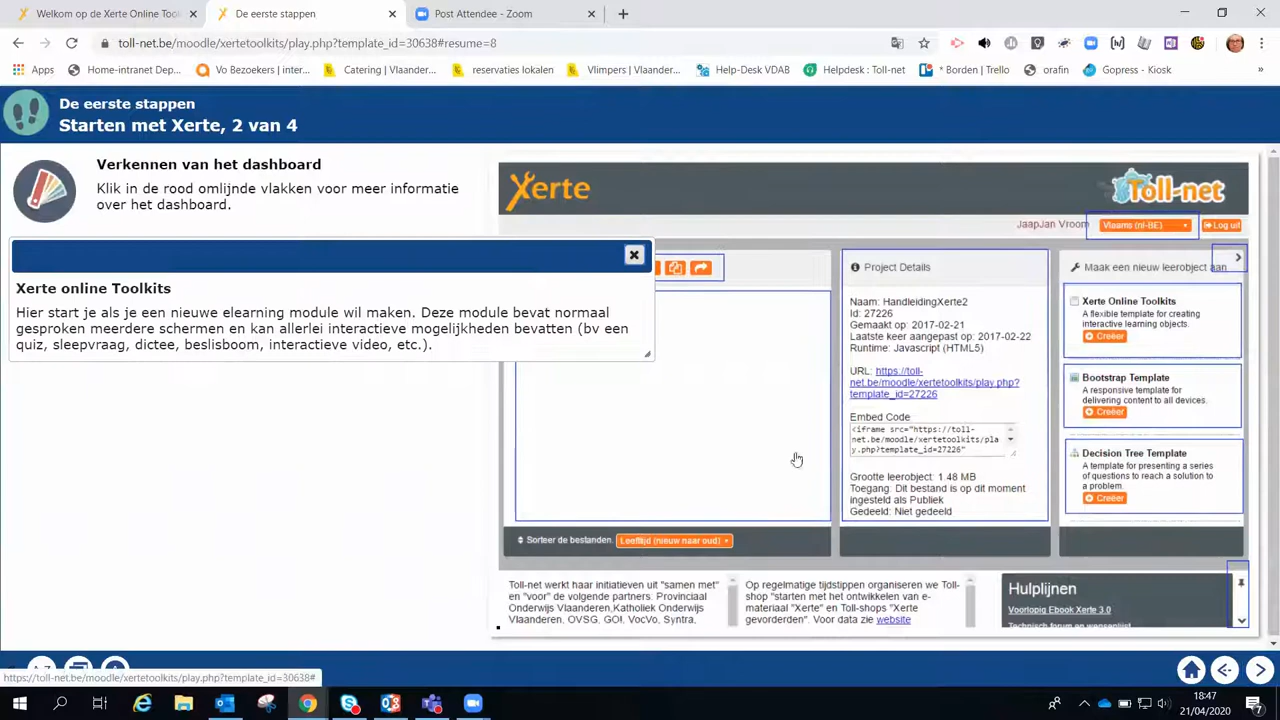 Welkom op de Xerte Online Tool
De eerste stappen
Post Attendee - Zoom
toll-net.be/moodle/xertetoolkits/play.php?template_id=30638#resume=8
Apps
Home-intranet Dep...
Vo Bezoekers | inter...
Catering | Vlaander...
reservaties lokalen
Vlimpers | Vlaander...
Help-Desk VDAB
Helpdesk : Toll-net
* Borden | Trello
orafin
Gopress - Kiosk
»
De eerste stappen
Starten met Xerte, 2 van 4
Verkennen van het dashboard
Klik in de rood omlijnde vlakken voor meer informatie
over het dashboard.
Xerte online Toolkits
Hier start je als je een nieuwe elearning module wil maken. Deze module bevat normaal
gesproken meerdere schermen en kan allerlei interactieve mogelijkheden bevatten (bv een
quiz, sleepvraag, dictee, beslisboom, interactieve video, etc.).
Xerte
Toll-net
JaapJan Vroom
Vlaams (nl-BE)
Log uit
Project Details
Naam: HandleidingXerte2
Id: 27226
Gemaakt op: 2017-02-21
Laatste keer aangepast op: 2017-02-22
Runtime: Javascript (HTML5)
URL: https://toll-
net.be/moodle/xertetoolkits/play.php?
template_id=27226
Embed Code
<iframe src="https://toll-
net.be/moodle/xertetoolkits/pla
y.php?template_id=27226"
Grootte leerobject: 1.48 MB
Toegang: Dit bestand is op dit moment
ingesteld als Publiek
Gedeeld: Niet gedeeld
Maak een nieuw leerobject aan
Xerte Online Toolkits
A flexible template for creating
interactive learning objects.
Creëer
Bootstrap Template
A responsive template for
delivering content to all devices.
Creëer
Decision Tree Template
A template for presenting a series
of questions to reach a solution to
a problem.
Creëer
Sorteer de bestanden.
Leeftijd (nieuw naar oud)
Toll-net werkt haar initiatieven uit "samen met"
en "voor" de volgende partners. Provinciaal
Onderwijs Vlaanderen,Katholiek Onderwijs
Vlaanderen, OVSG, GO!, VocVo, Syntra,
Op regelmatige tijdstippen organiseren we Toll-
shop "starten met het ontwikkelen van e-
materiaal "Xerte" en Toll-shops "Xerte
gevorderden". Voor data zie website
Hulplijnen
Voorlopig Ebook Xerte 3.0
Technisch forum en wensenlijst
https://toll-net.be/moodle/xertetoolkits/play.php?template_id=30638#
18:47
21/04/2020
7